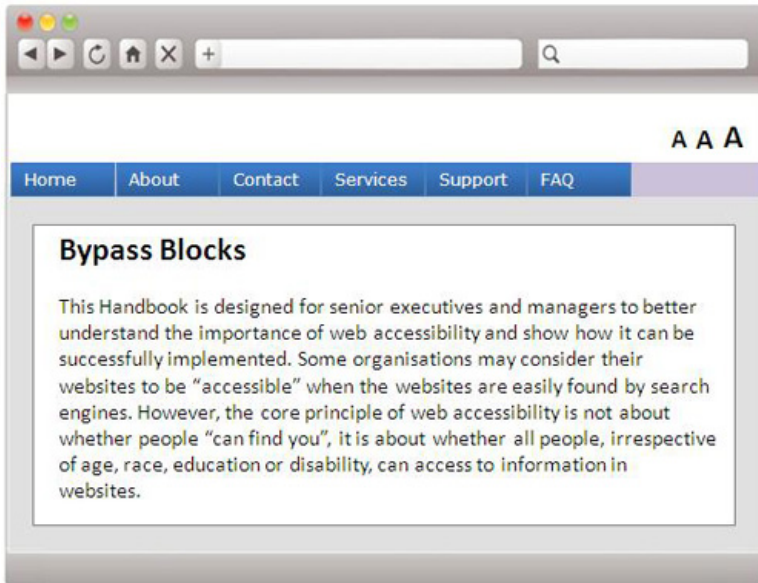 A A A
Home About Contact Services Support FAQ
Bypass Blocks
This Handbook is designed for senior executives and managers to better
understand the importance of web accessibility and show how it can be
successfully implemented. Some organisations may consider their
websites to be “accessible” when the websites are easily found by search
engines. However, the core principle of web accessibility is not about
whether people “can find you”, it is about whether all people, irrespective
of age, race, education or disability, can access to information in
websites.